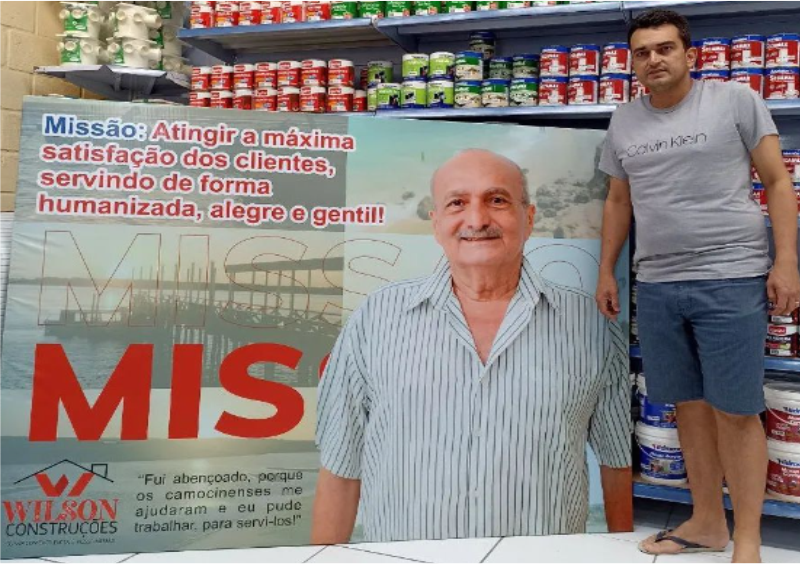 Missão: Atingir a máxima
satisfação dos clientes,
servindo de forma
humanizada, alegre e gentil!
MISSÃO
MIS
WILSON
CONSTRUÇÕES
"Fui abençoado, porque
os camocinenses me
ajudaram e eu pude
trabalhar, para servi-los!"
Calvin Klein